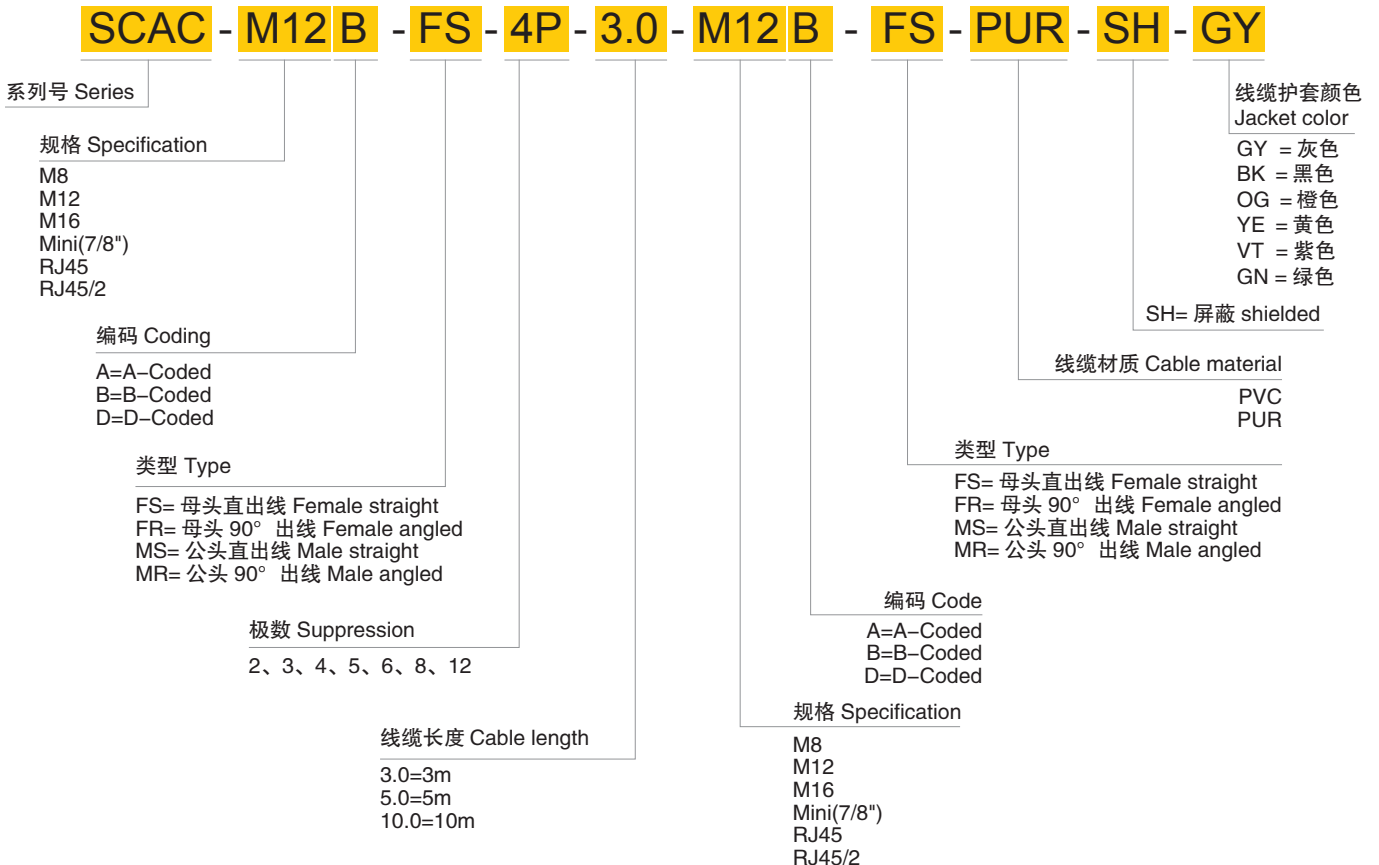 SCAC - M12 B - FS - 4P - 3.0 - M12 B - FS - PUR - SH - GY
系列号 Series
规格 Specification
M8
M12
M16
Mini(7/8")
RJ45
RJ45/2
编码 Coding
A=A–Coded
B=B–Coded
D=D–Coded
类型 Type
FS= 母头直出线 Female straight
FR= 母头 90° 出线 Female angled
MS= 公头直出线 Male straight
MR= 公头 90° 出线 Male angled
极数 Suppression
2、3、4、5、6、8、12
线缆长度 Cable length
3.0=3m
5.0=5m
10.0=10m
规格 Specification
M8
M12
M16
Mini(7/8")
RJ45
RJ45/2
编码 Code
A=A–Coded
B=B–Coded
D=D–Coded
类型 Type
FS= 母头直出线 Female straight
FR= 母头 90° 出线 Female angled
MS= 公头直出线 Male straight
MR= 公头 90° 出线 Male angled
线缆材质 Cable material
PVC
PUR
SH= 屏蔽 shielded
线缆护套颜色
Jacket color
GY = 灰色
BK = 黑色
OG = 橙色
YE = 黄色
VT = 紫色
GN = 绿色